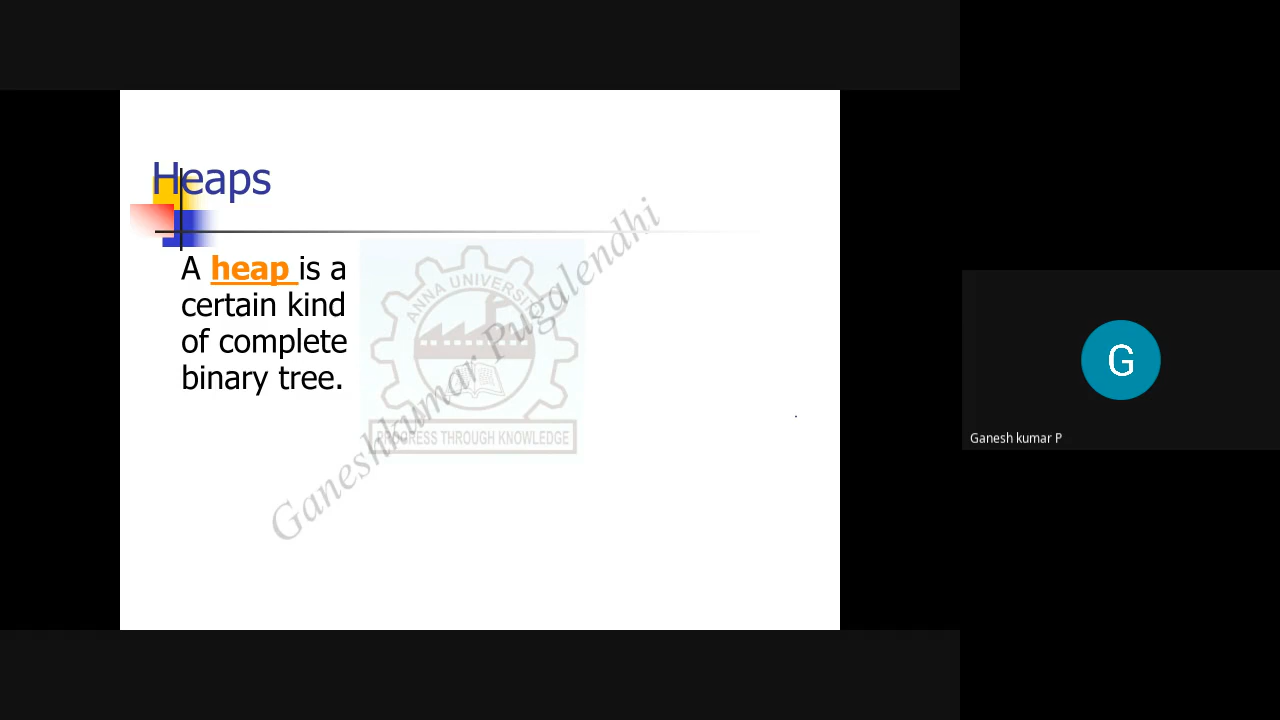 Heaps
A heap is a
certain kind
of complete
binary tree.
ANNA UNIVERSITY
PROGRESS THROUGH KNOWLEDGE
Ganeshkumar Pugalendhi
G
Ganesh kumar P